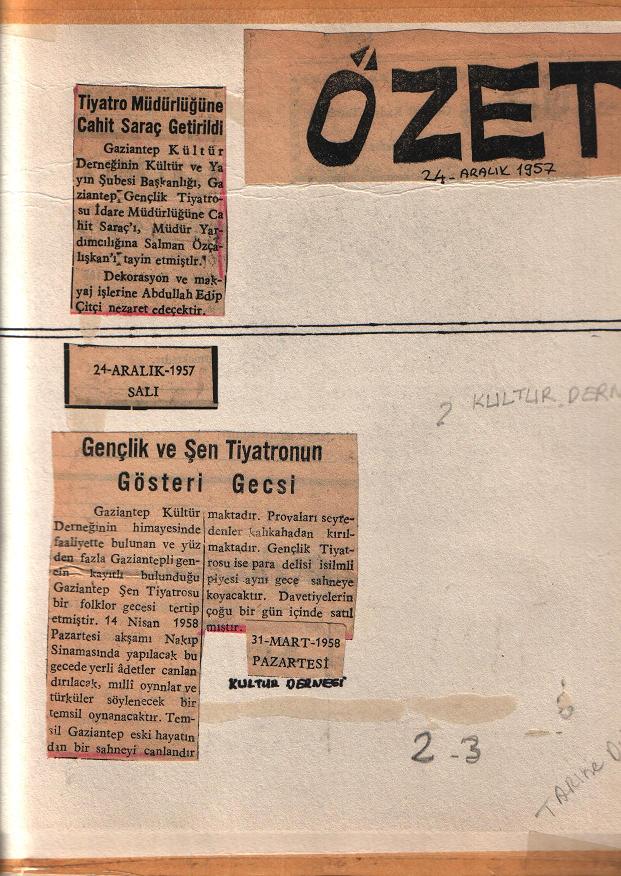 ÖZET
24-ARALIK 1957
Tiyatro Müdürlüğüne
Cahit Saraç Getirildi
Gaziantep Kültür
Derneğinin Kültür ve Ya
yın Şubesi Başkanlığı, Ga
ziantep Gençlik Tiyatro-
su İdare Müdürlüğüne Ca
hit Saraç'ı, Müdür Yar-
dımcılığına Salman Özça-
lışkan'ı tayin etmiştir.
Dekorasyon ve mak-
yaj işlerine Abdullah Edip
Çitçi nezaret edecektir.
24-ARALIK-1957
SALI
2 KULTUR DERN
Gençlik ve Şen Tiyatronun
Gösteri Gecsi
Gaziantep Kültür
Derneğinin himayesinde
faaliyette bulunan ve yüz
den fazla Gaziantepli gen-
cin kayıtlı bulunduğu
Gaziantep Şen Tiyatrosu
bir folklor gecesi tertip
etmiştir. 14 Nisan 1958
Pazartesi akşamı Nakıp
Sinamasında yapılacak bu
gecede yerli âdetler canlan
dırılacak, milli oynnlar ve
türküler söylenecek bir
temsil oynanacaktır. Tem-
sil Gaziantep eski hayatın
dan bir sahneyi canlandır
maktadır. Provaları seyre-
denler kahkahadan kırıl-
maktadır. Gençlik Tiyat-
rosu ise para delisi isilmli
piyesi aynı gece sahneye
koyacaktır. Davetiyelerin
çoğu bir gün içinde satıl
mıştır.
31-MART-1958
PAZARTESİ
KULTUR DERNEGİ
2-3